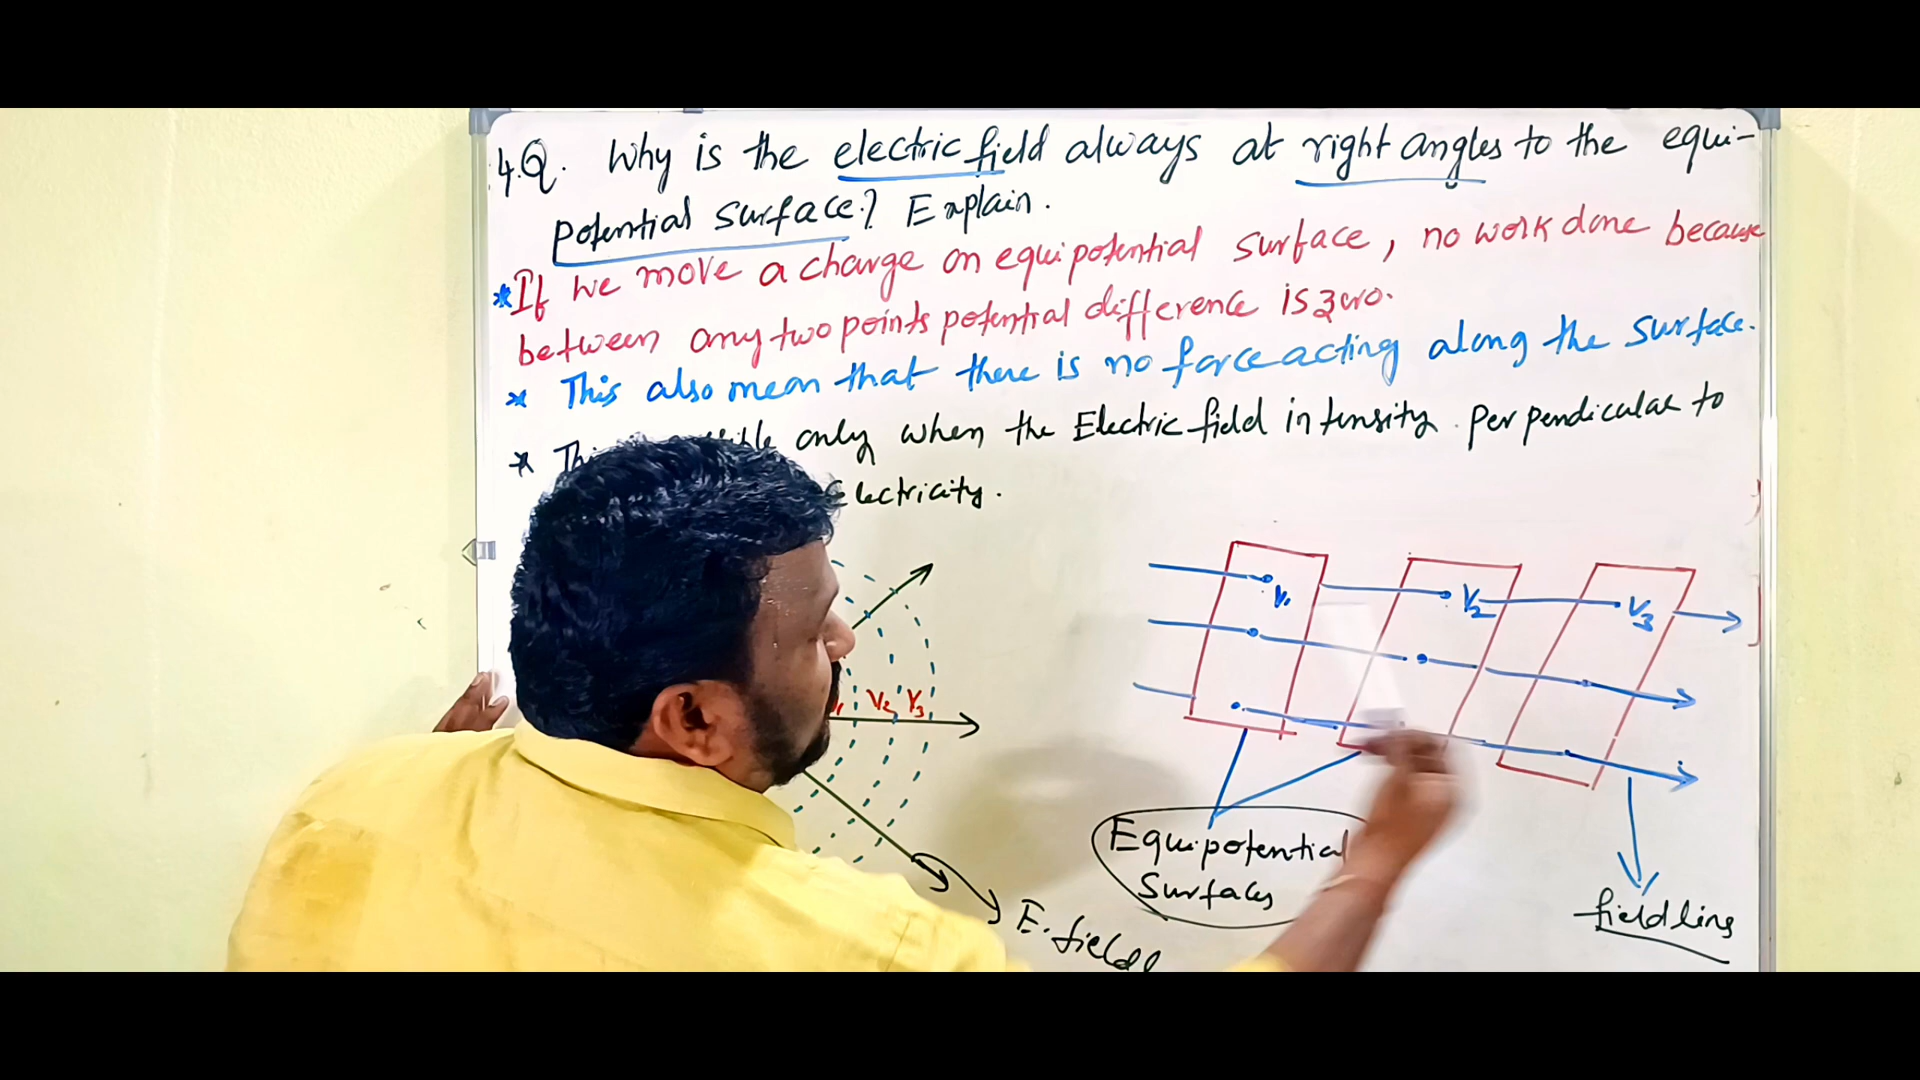 4.Q. Why is the electric field always at right angles to the equi-
potential surface? Explain.
* If we move a charge on equipotential surface, no work done because
between any two points potential difference is zero.
* This also mean that there is no force acting along the surface.
* only when the Electric field intensity. Perpendicular to
Electricity.
V1 V2 V3
V2 V3
Equipotential
Surfaces
field line
E. field